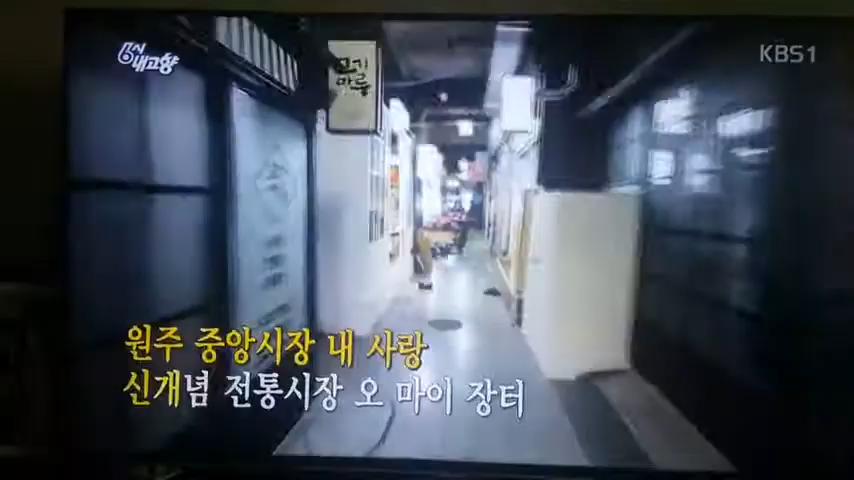 6시
내고향
KBS1
고기
마루
원주 중앙시장 내 사랑
신개념 전통시장 오 마이 장터